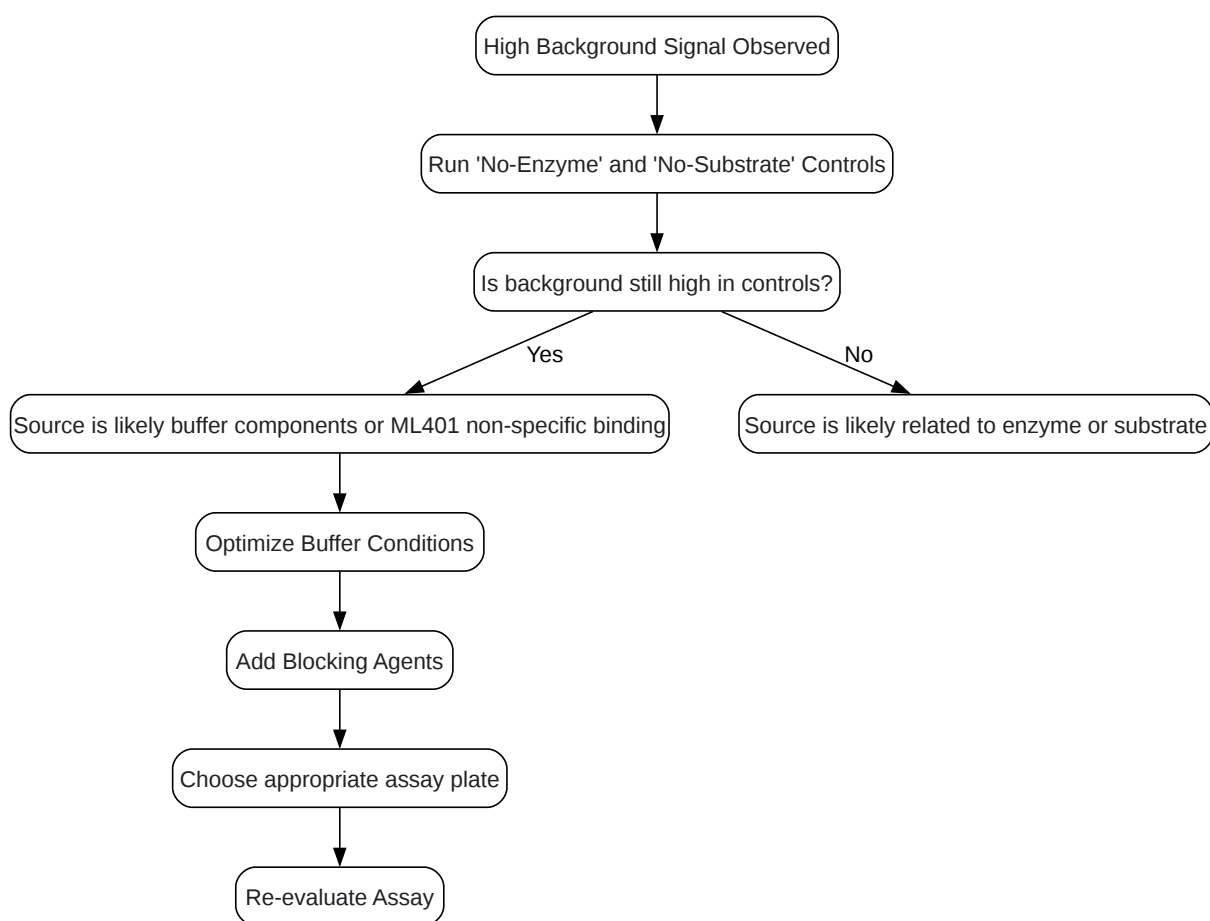 High Background Signal Observed
Run 'No-Enzyme' and 'No-Substrate' Controls
Is background still high in controls?
Yes
No
Source is likely buffer components or ML401 non-specific binding
Source is likely related to enzyme or substrate
Optimize Buffer Conditions
Add Blocking Agents
Choose appropriate assay plate
Re-evaluate Assay